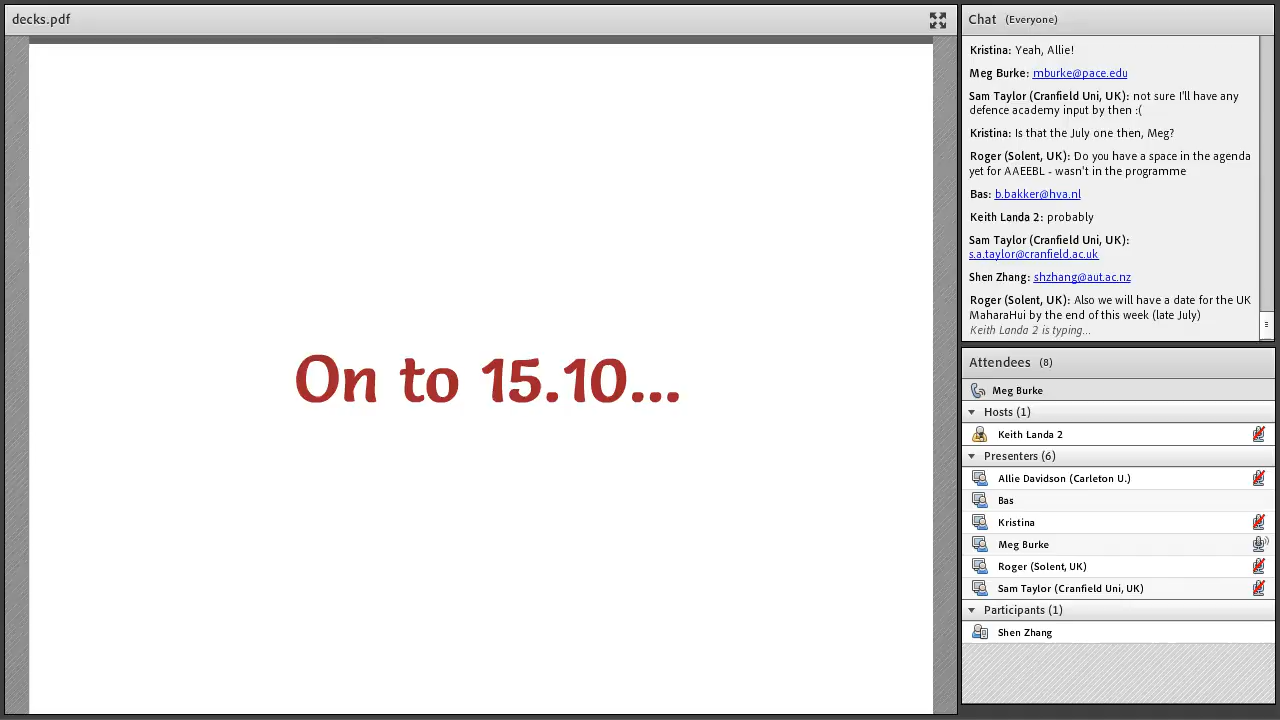 decks.pdf
On to 15.10...
Chat (Everyone)
Kristina: Yeah, Allie!
Meg Burke: mburke@pace.edu
Sam Taylor (Cranfield Uni, UK): not sure I'll have any
defence academy input by then :(
Kristina: Is that the July one then, Meg?
Roger (Solent, UK): Do you have a space in the agenda
yet for AAEEBL - wasn't in the programme
Bas: b.bakker@hva.nl
Keith Landa 2: probably
Sam Taylor (Cranfield Uni, UK):
s.a.taylor@cranfield.ac.uk
Shen Zhang: shzhang@aut.ac.nz
Roger (Solent, UK): Also we will have a date for the UK
MaharaHui by the end of this week (late July)
Keith Landa 2 is typing...
Attendees (8)
Meg Burke
Hosts (1)
Keith Landa 2
Presenters (6)
Allie Davidson (Carleton U.)
Bas
Kristina
Meg Burke
Roger (Solent, UK)
Sam Taylor (Cranfield Uni, UK)
Participants (1)
Shen Zhang